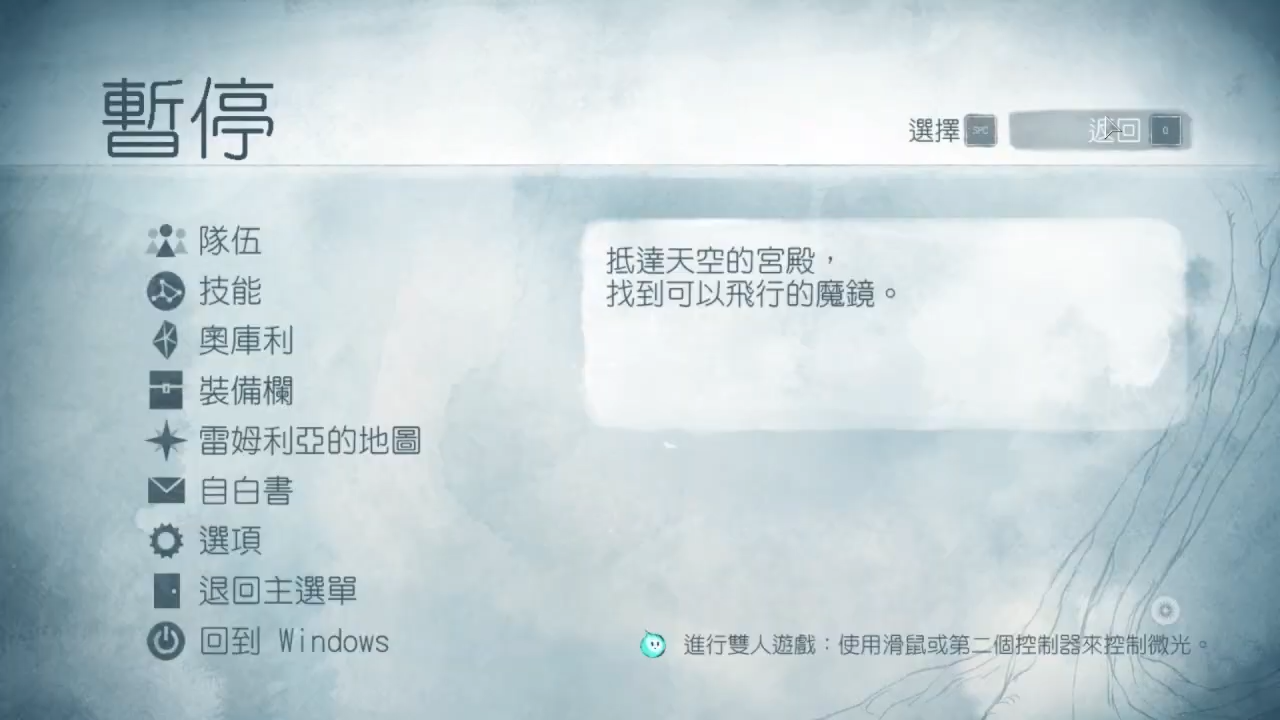 暫停
選擇 SPC 返回 Q
隊伍
技能
奧庫利
裝備欄
雷姆利亞的地圖
自白書
選項
退回主選單
回到 Windows
抵達天空的宮殿，
找到可以飛行的魔鏡。
進行雙人遊戲：使用滑鼠或第二個控制器來控制微光。